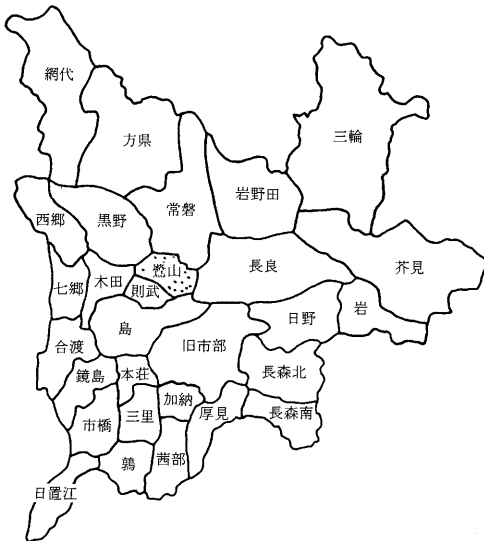 網代
方県
三輪
岩野田
西郷
黒野
常磐
鷺山
長良
芥見
七郷
木田
則武
日野
岩
島
旧市部
合渡
鏡島
本荘
長森北
加納
厚見
長森南
市橋
三里
鶉
茜部
日置江